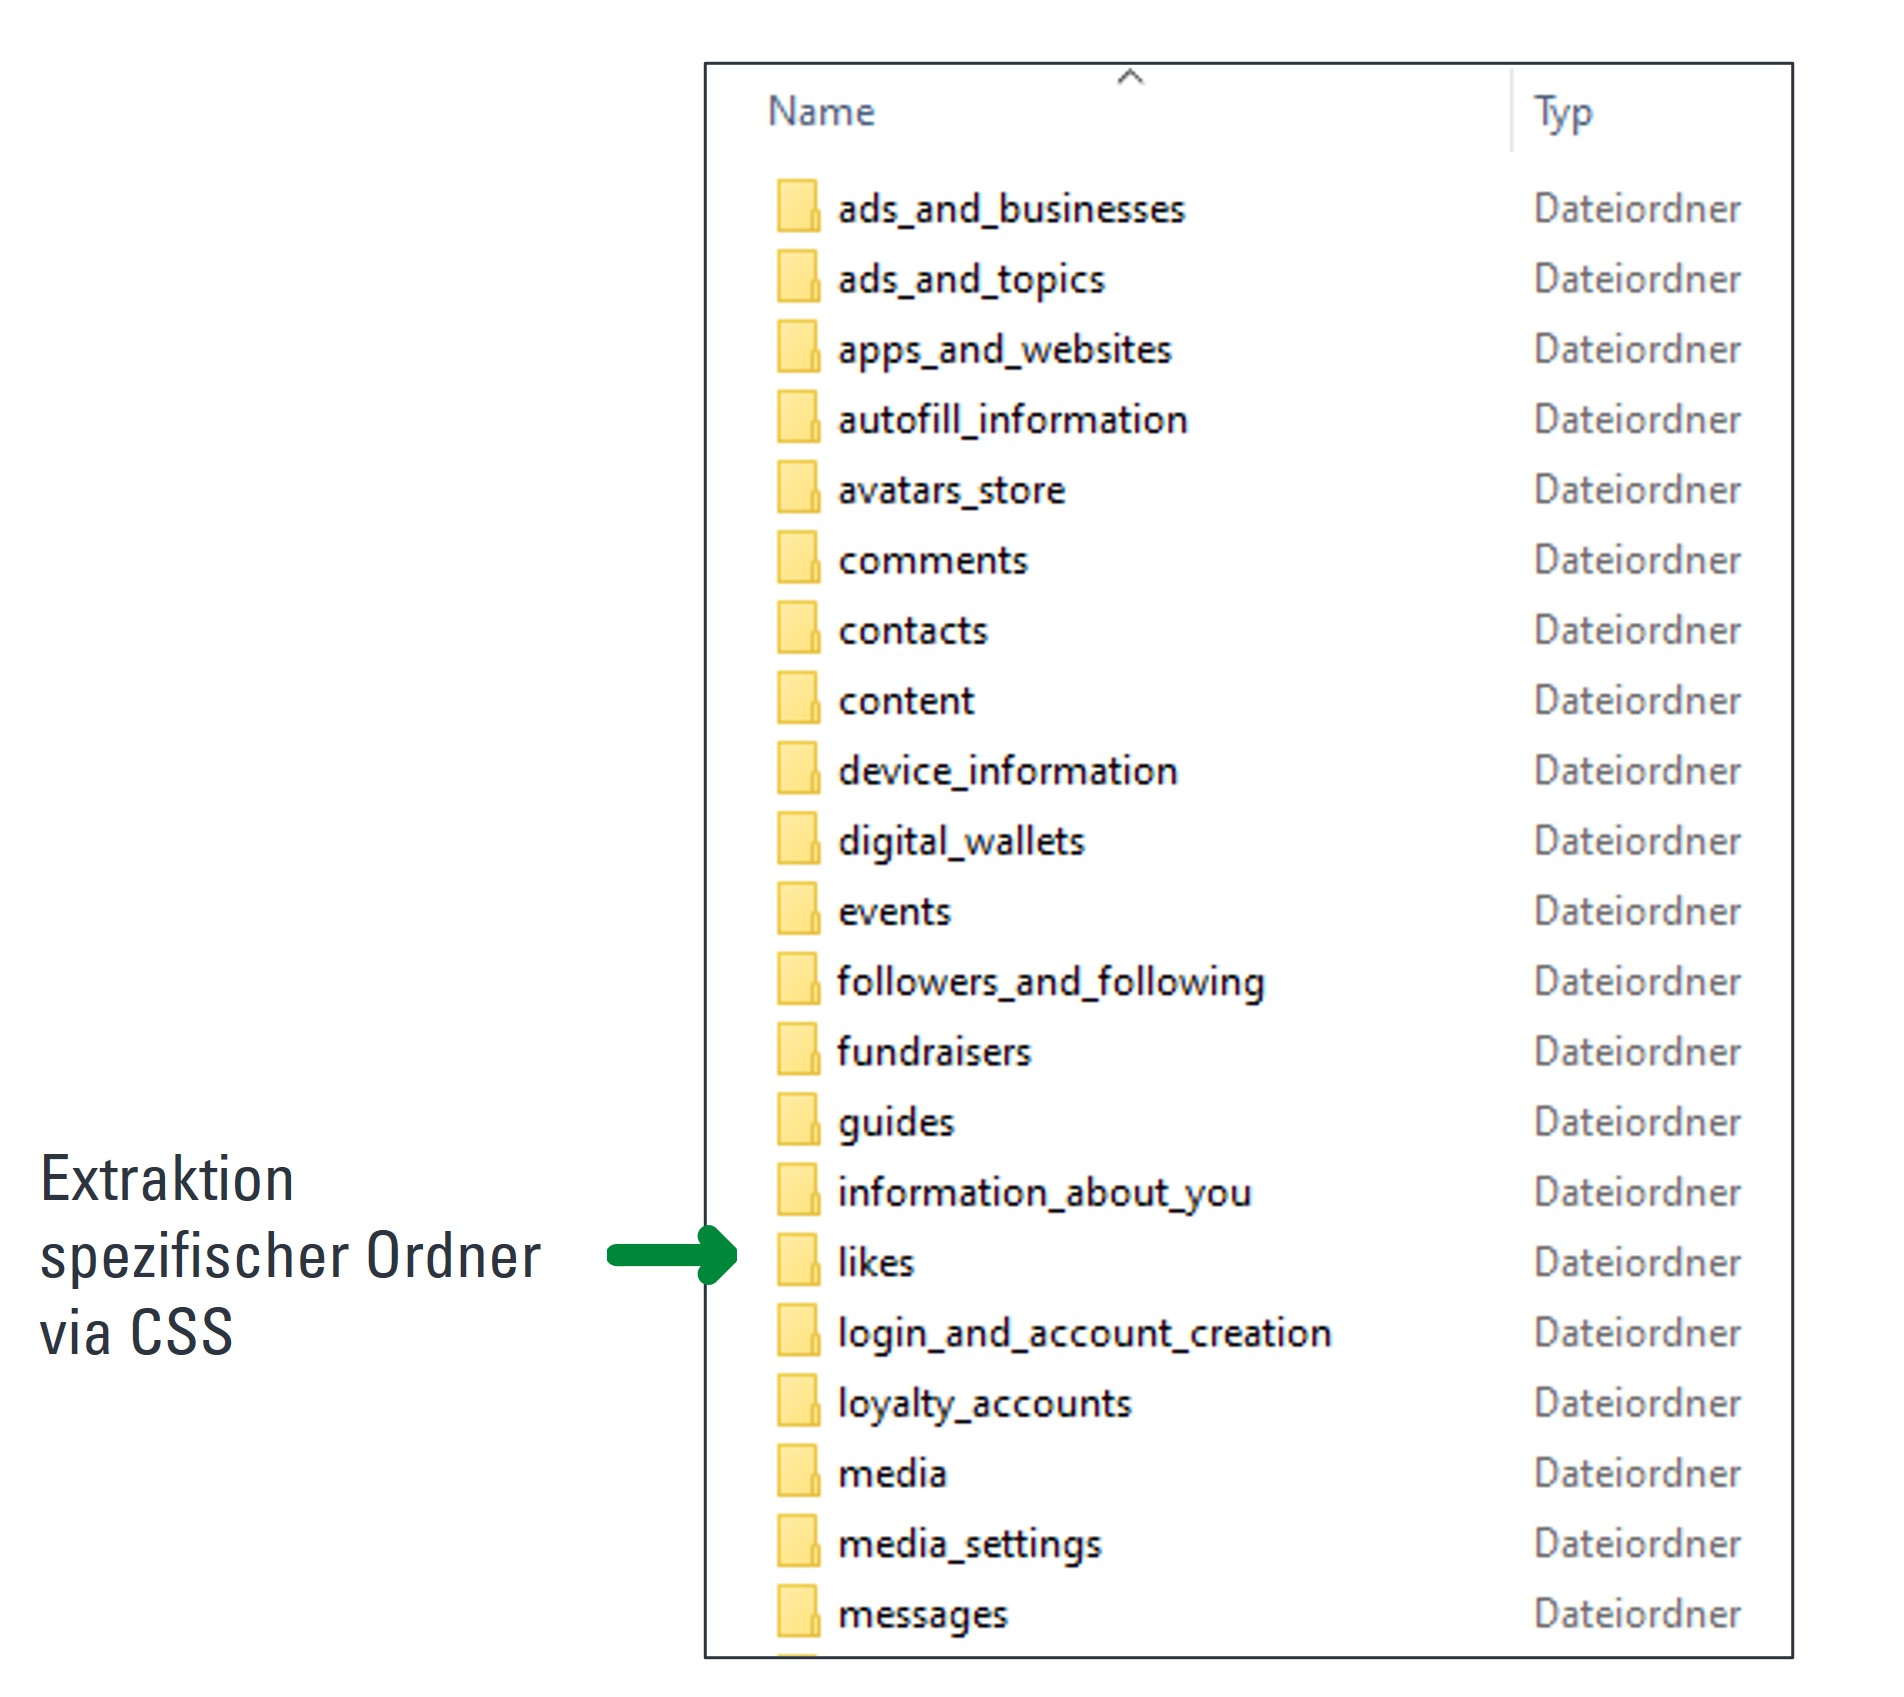 Name Typ
ads_and_businesses Dateiordner
ads_and_topics Dateiordner
apps_and_websites Dateiordner
autofill_information Dateiordner
avatars_store Dateiordner
comments Dateiordner
contacts Dateiordner
content Dateiordner
device_information Dateiordner
digital_wallets Dateiordner
events Dateiordner
followers_and_following Dateiordner
fundraisers Dateiordner
guides Dateiordner
information_about_you Dateiordner
likes Dateiordner
login_and_account_creation Dateiordner
loyalty_accounts Dateiordner
media Dateiordner
media_settings Dateiordner
messages Dateiordner
Extraktion
spezifischer Ordner
via CSS